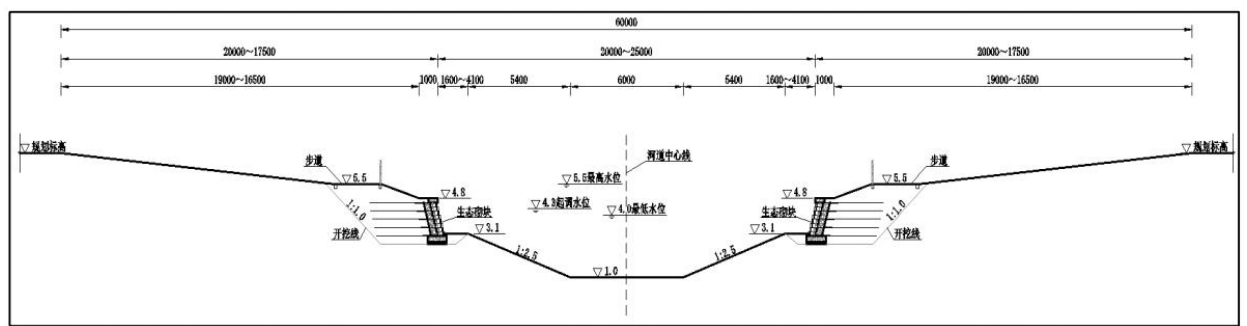 60000
20000~17500 20000~25000 20000~17500
19000~16500 1000 1600~4100 5400 6000 5400 1600~4100 1000 19000~16500
规划标高 河道中心线 规划标高
步道 5.5 5.5最高水位 5.5 步道
4.8 4.3起调水位 4.0最低水位 4.8
1:1.0 生态砌块 生态砌块 1:1.0
开挖线 3.1 3.1 开挖线
1:2.5 1:2.5
1.0